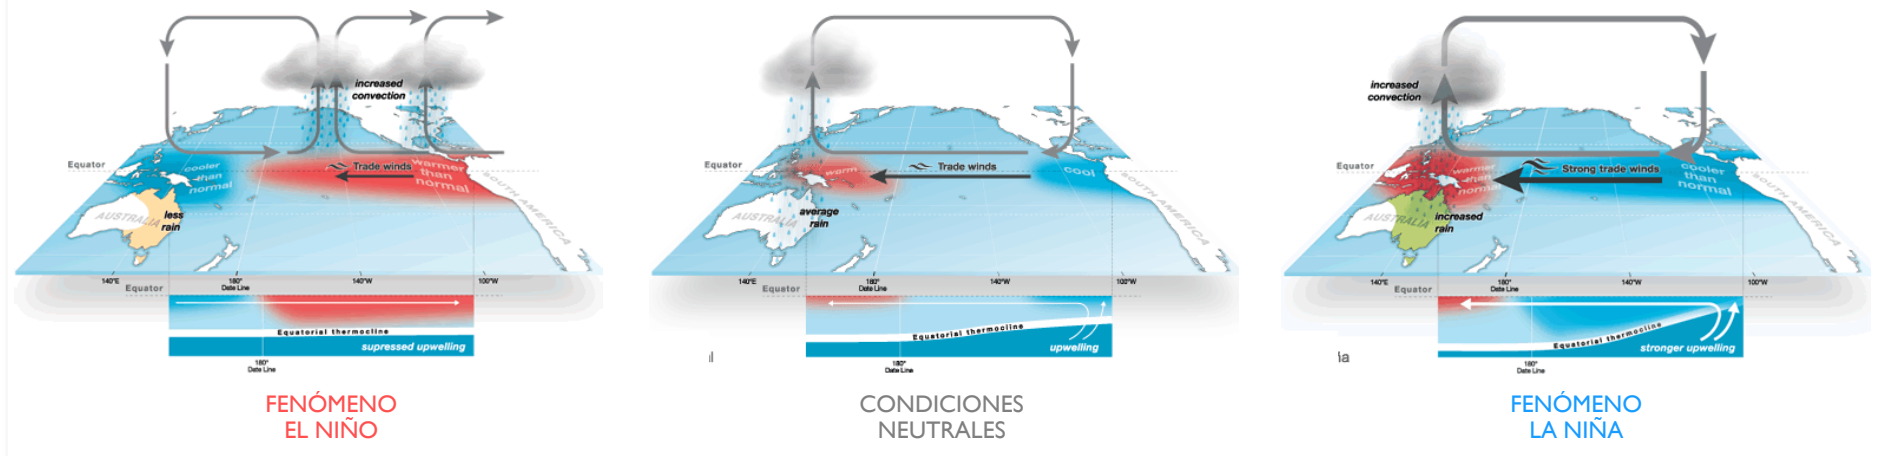 increased
convection
Equator
Trade winds
cooler
than
normal
warmer
than
normal
AUSTRALIA
less
rain
SOUTH AMERICA
140°E
180°
Date Line
140°W
100°W
Equator
Equatorial thermocline
supressed upwelling
180°
Date Line
FENÓMENO
EL NIÑO
Equator
Trade winds
warm
cool
AUSTRALIA
average
rain
SOUTH AMERICA
140°E
180°
Date Line
140°W
100°W
Equator
Equatorial thermocline
upwelling
180°
Date Line
l
CONDICIONES
NEUTRALES
increased
convection
Equator
Strong trade winds
warmer
than
normal
cooler
than
normal
AUSTRALIA
increased
rain
SOUTH AMERICA
140°E
180°
Date Line
140°W
100°W
Equator
Equatorial thermocline
stronger upwelling
180°
Date Line
ña
FENÓMENO
LA NIÑA